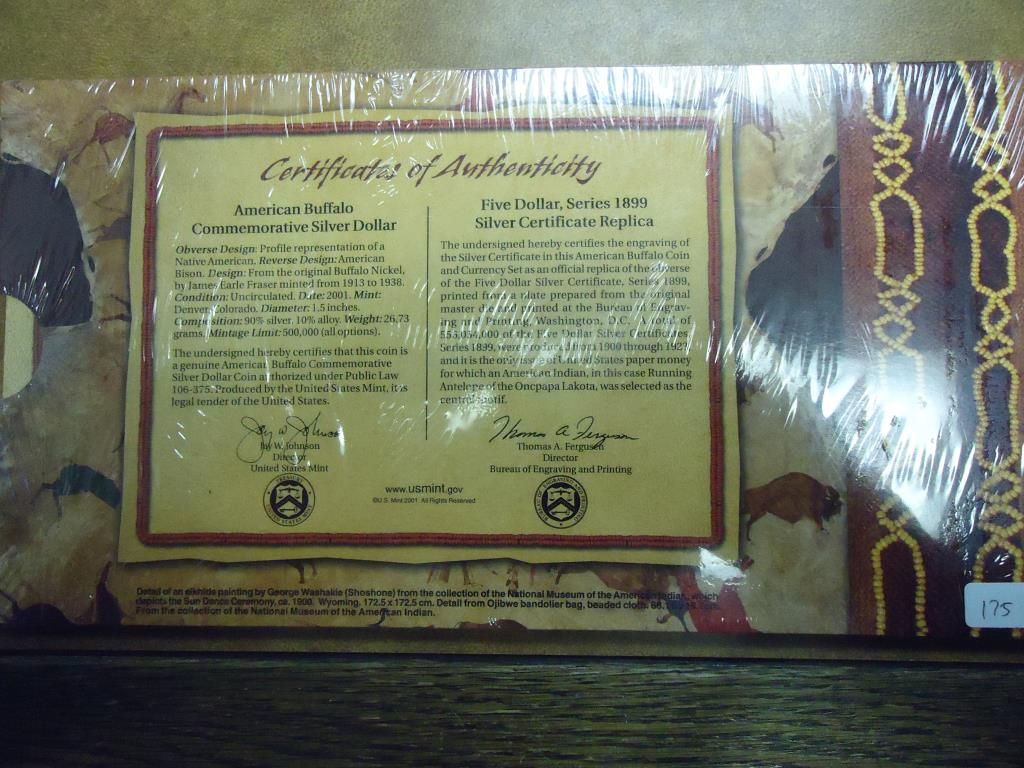 Certificates of Authenticity
American Buffalo
Commemorative Silver Dollar
Obverse Design: Profile representation of a
Native American. Reverse Design: American
Bison. Design: From the original Buffalo Nickel,
by James Earle Fraser minted from 1913 to 1938.
Condition: Uncirculated. Date: 2001. Mint:
Denver, Colorado. Diameter: 1.5 inches.
Composition: 90% silver. 10% alloy. Weight: 26.73
grams. Mintage Limit: 500,000 (all options).
The undersigned hereby certifies that this coin is
a genuine American Buffalo Commemorative
Silver Dollar Coin authorized under Public Law
106-375. Produced by the United States Mint, it is
legal tender of the United States.
Jay W. Johnson
Jay W. Johnson
Director
United States Mint
Five Dollar, Series 1899
Silver Certificate Replica
The undersigned hereby certifies the engraving of
the Silver Certificate in this American Buffalo Coin
and Currency Set as an official replica of the obverse
of the Five Dollar Silver Certificate, Series 1899,
printed from a plate prepared from the original
master die and printed at the Bureau of Engrav-
ing and Printing, Washington, D.C. A total of
of the Five Dollar Silver Certificates
Series 1899, were produced from 1900 through 1927
and it is the only issue of United States paper money
for which an American Indian, in this case Running
Antelope of the Oncpapa Lakota, was selected as the
central motif.
Thomas A. Ferguson
Thomas A. Ferguson
Director
Bureau of Engraving and Printing
www.usmint.gov
©U.S. Mint 2001 All Rights Reserved
Detail of an elkhide painting by George Washakie (Shoshone) from the collection of the National Museum of the American Indian, which
depicts the Sun Dance Ceremony, ca. 1900. Wyoming. 172.5 x 172.5 cm. Detail from Ojibwe bandolier bag, beaded cloth.
From the collection of the National Museum of the American Indian.
175